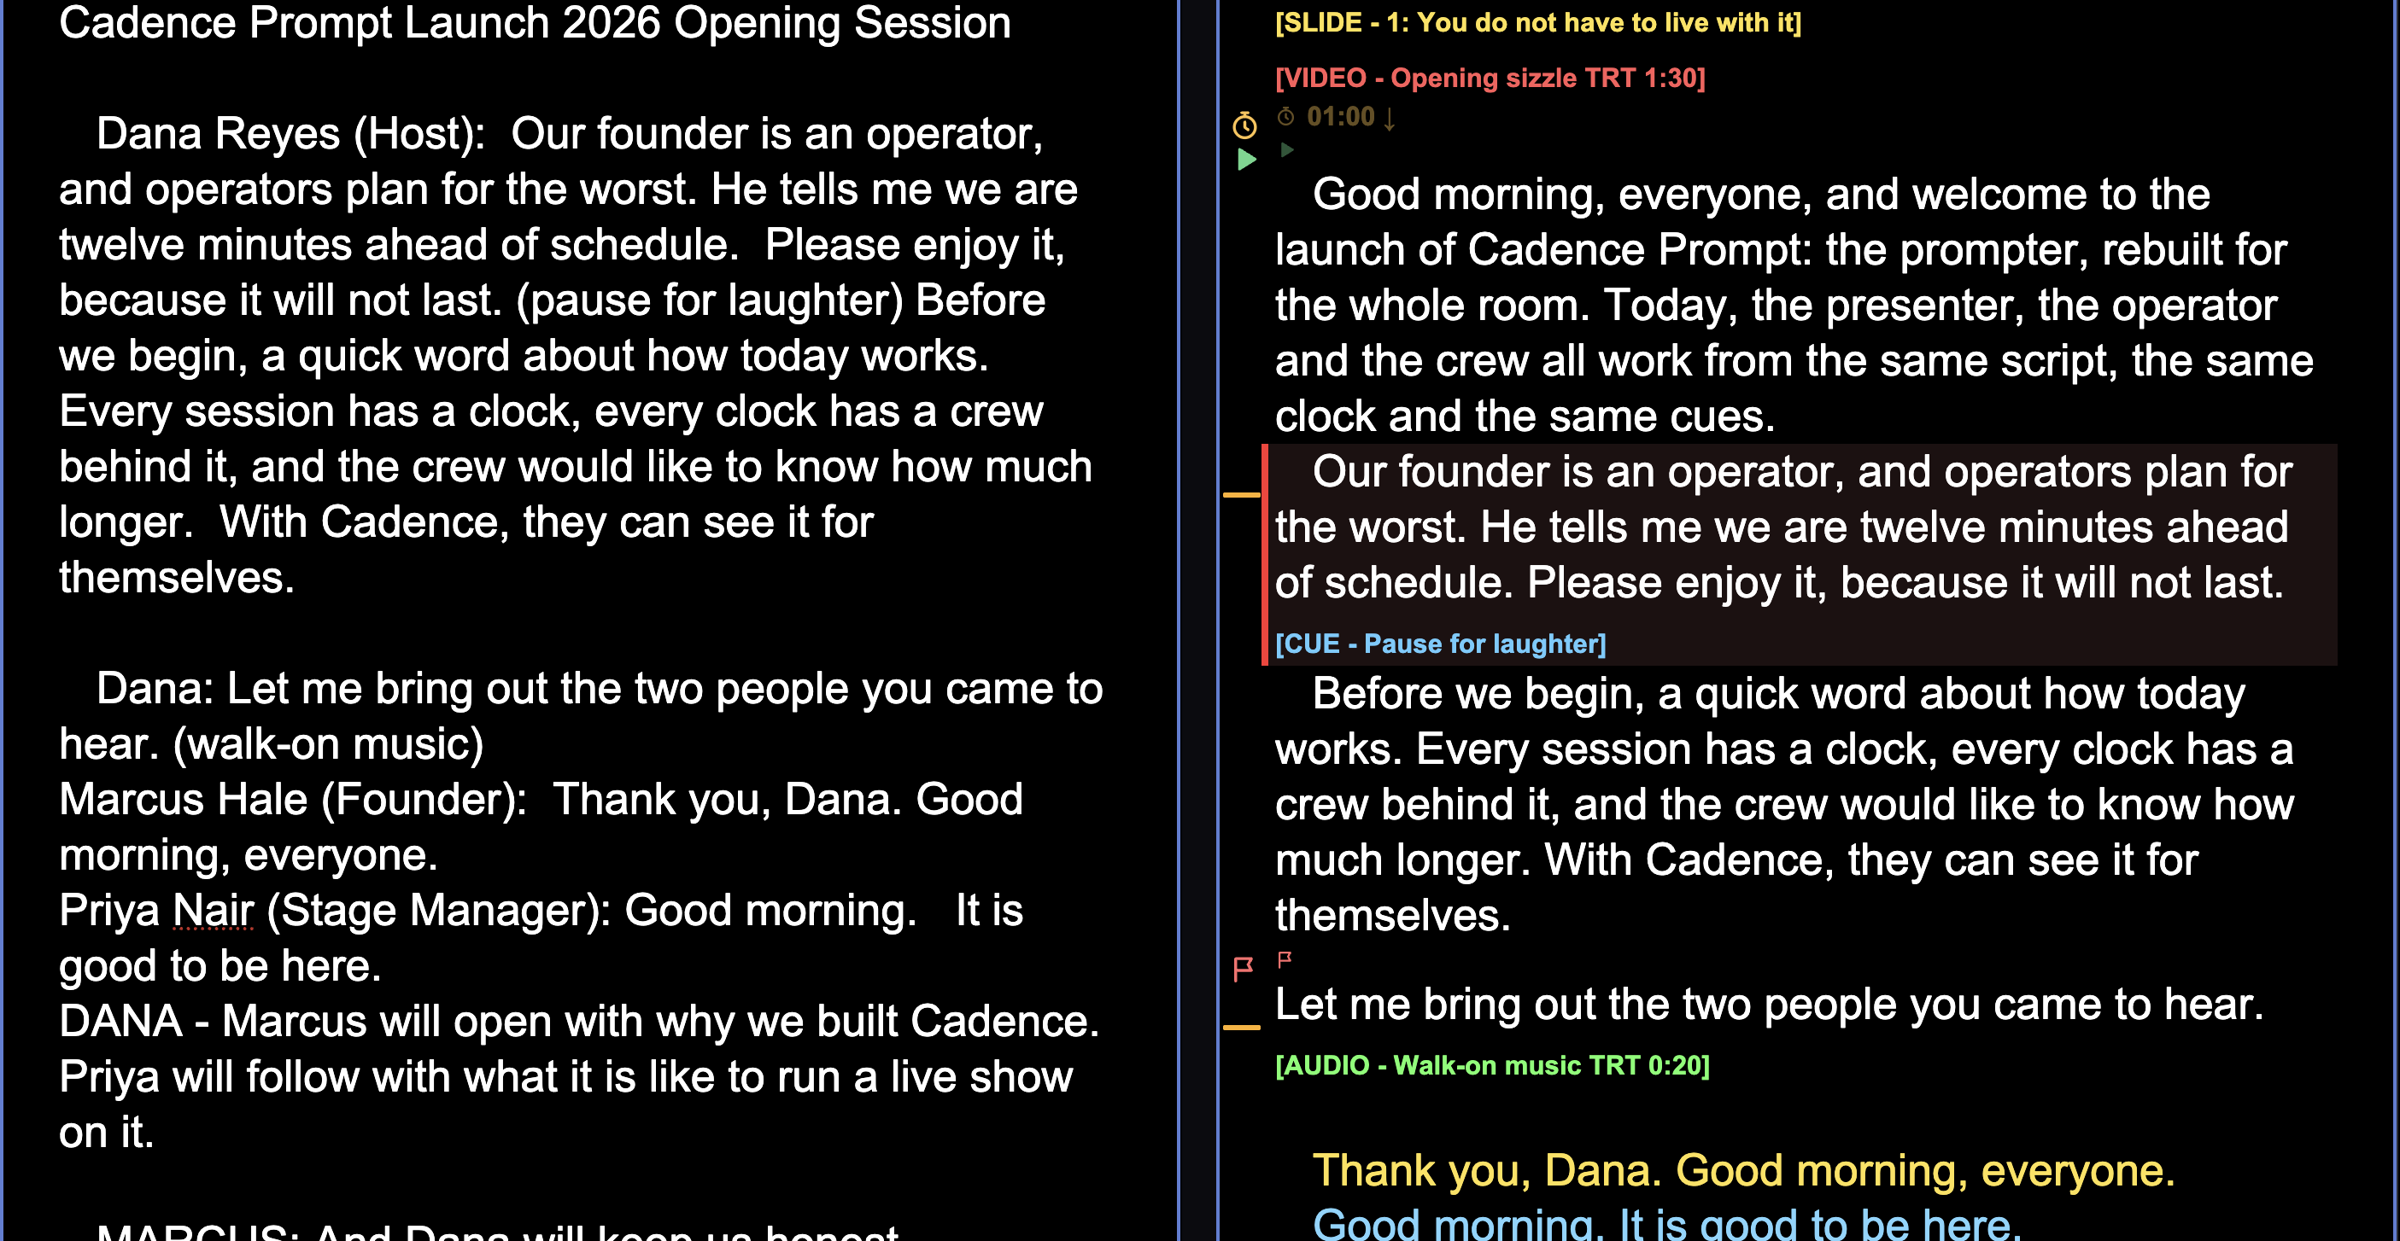 Cadence Prompt Launch 2026 Opening Session
Dana Reyes (Host):  Our founder is an operator,
and operators plan for the worst. He tells me we are
twelve minutes ahead of schedule.  Please enjoy it,
because it will not last. (pause for laughter) Before
we begin, a quick word about how today works.
Every session has a clock, every clock has a crew
behind it, and the crew would like to know how much
longer.  With Cadence, they can see it for
themselves.
Dana: Let me bring out the two people you came to
hear. (walk-on music)
Marcus Hale (Founder):  Thank you, Dana. Good
morning, everyone.
Priya Nair (Stage Manager): Good morning.   It is
good to be here.
DANA - Marcus will open with why we built Cadence.
Priya will follow with what it is like to run a live show
on it.
MARCUS: And Dana will keep us honest
[SLIDE - 1: You do not have to live with it]
[VIDEO - Opening sizzle TRT 1:30]
01:00 ↓
Good morning, everyone, and welcome to the
launch of Cadence Prompt: the prompter, rebuilt for
the whole room. Today, the presenter, the operator
and the crew all work from the same script, the same
clock and the same cues.
Our founder is an operator, and operators plan for
the worst. He tells me we are twelve minutes ahead
of schedule. Please enjoy it, because it will not last.
[CUE - Pause for laughter]
Before we begin, a quick word about how today
works. Every session has a clock, every clock has a
crew behind it, and the crew would like to know how
much longer. With Cadence, they can see it for
themselves.
Let me bring out the two people you came to hear.
[AUDIO - Walk-on music TRT 0:20]
Thank you, Dana. Good morning, everyone.
Good morning. It is good to be here.